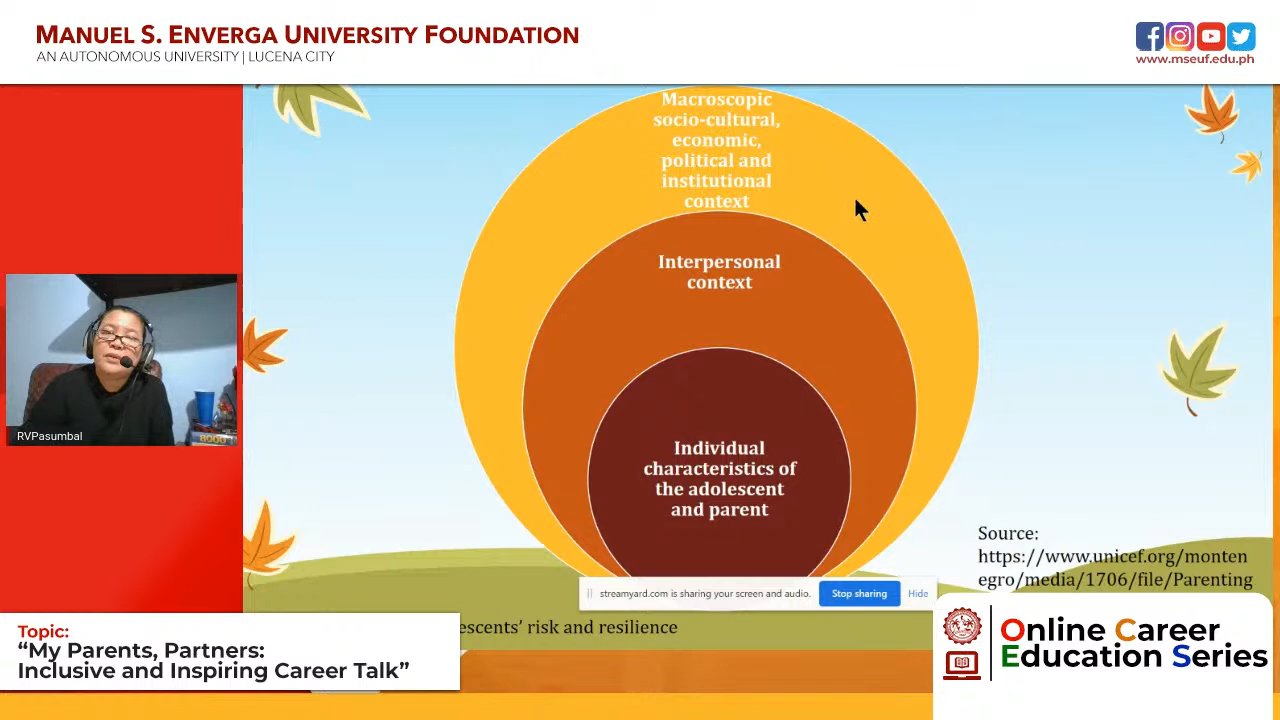 MANUEL S. ENVERGA UNIVERSITY FOUNDATION
AN AUTONOMOUS UNIVERSITY | LUCENA CITY
www.mseuf.edu.ph
Macroscopic
socio-cultural,
economic,
political and
institutional
context
Interpersonal
context
Individual
characteristics of
the adolescent
and parent
RVPasumbal
Source:
https://www.unicef.org/monten
egro/media/1706/file/Parenting
streamyard.com is sharing your screen and audio.
Stop sharing
Hide
risk and resilience
Topic:
“My Parents, Partners:
Inclusive and Inspiring Career Talk”
Online Career
Education Series